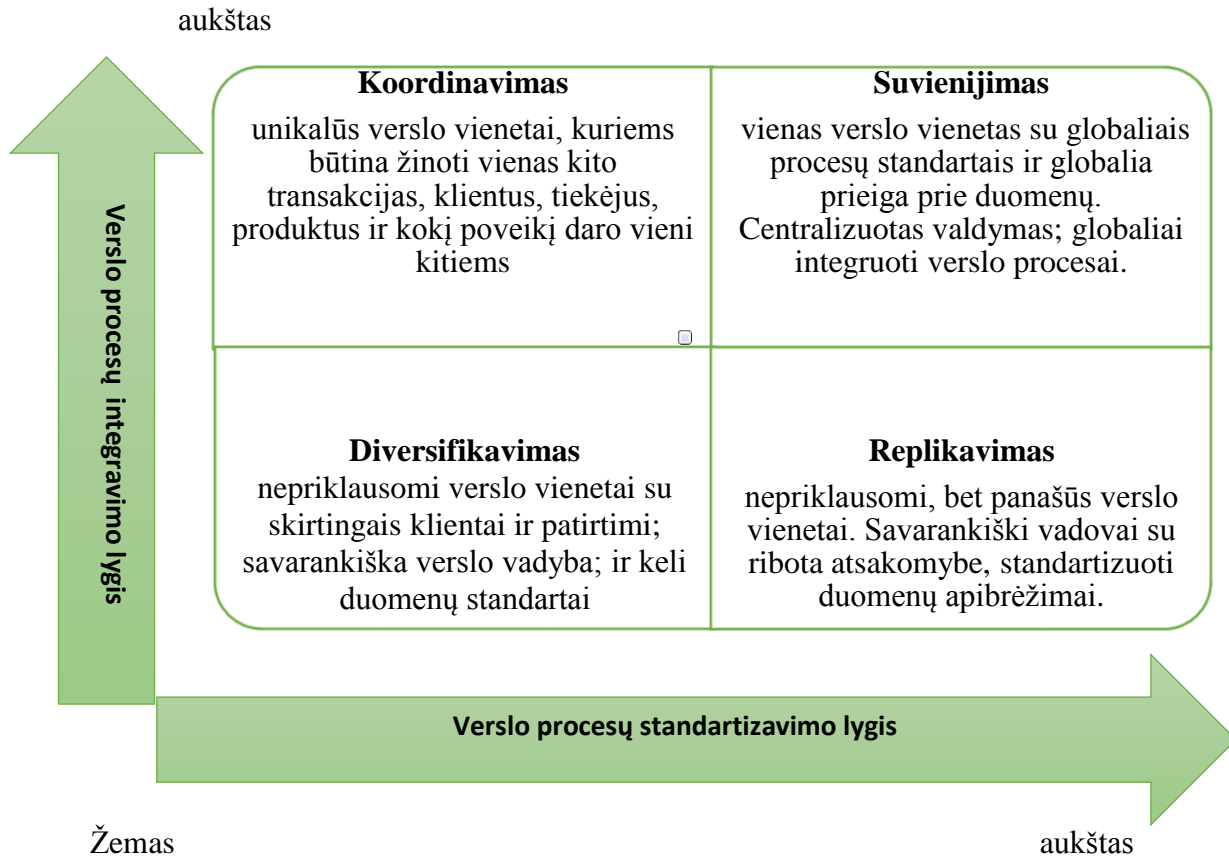 aukštas
Koordinavimas
unikalūs verslo vienetai, kuriems
būtina žinoti vienas kito
transakcijas, klientus, tiekėjus,
produktus ir kokį poveikį daro vieni
kitiems
Suvienijimas
vienas verslo vienetas su globaliais
procesų standartais ir globalia
prieiga prie duomenų.
Centralizuotas valdymas; globaliai
integruoti verslo procesai.
Verslo procesų integravimo lygis
Diversifikavimas
nepriklausomi verslo vienetai su
skirtingais klientai ir patirtimi;
savarankiška verslo vadyba; ir keli
duomenų standartai
Replikavimas
nepriklausomi, bet panašūs verslo
vienetai. Savarankiški vadovai su
ribota atsakomybe, standartizuoti
duomenų apibrėžimai.
Verslo procesų standartizavimo lygis
Žemas
aukštas